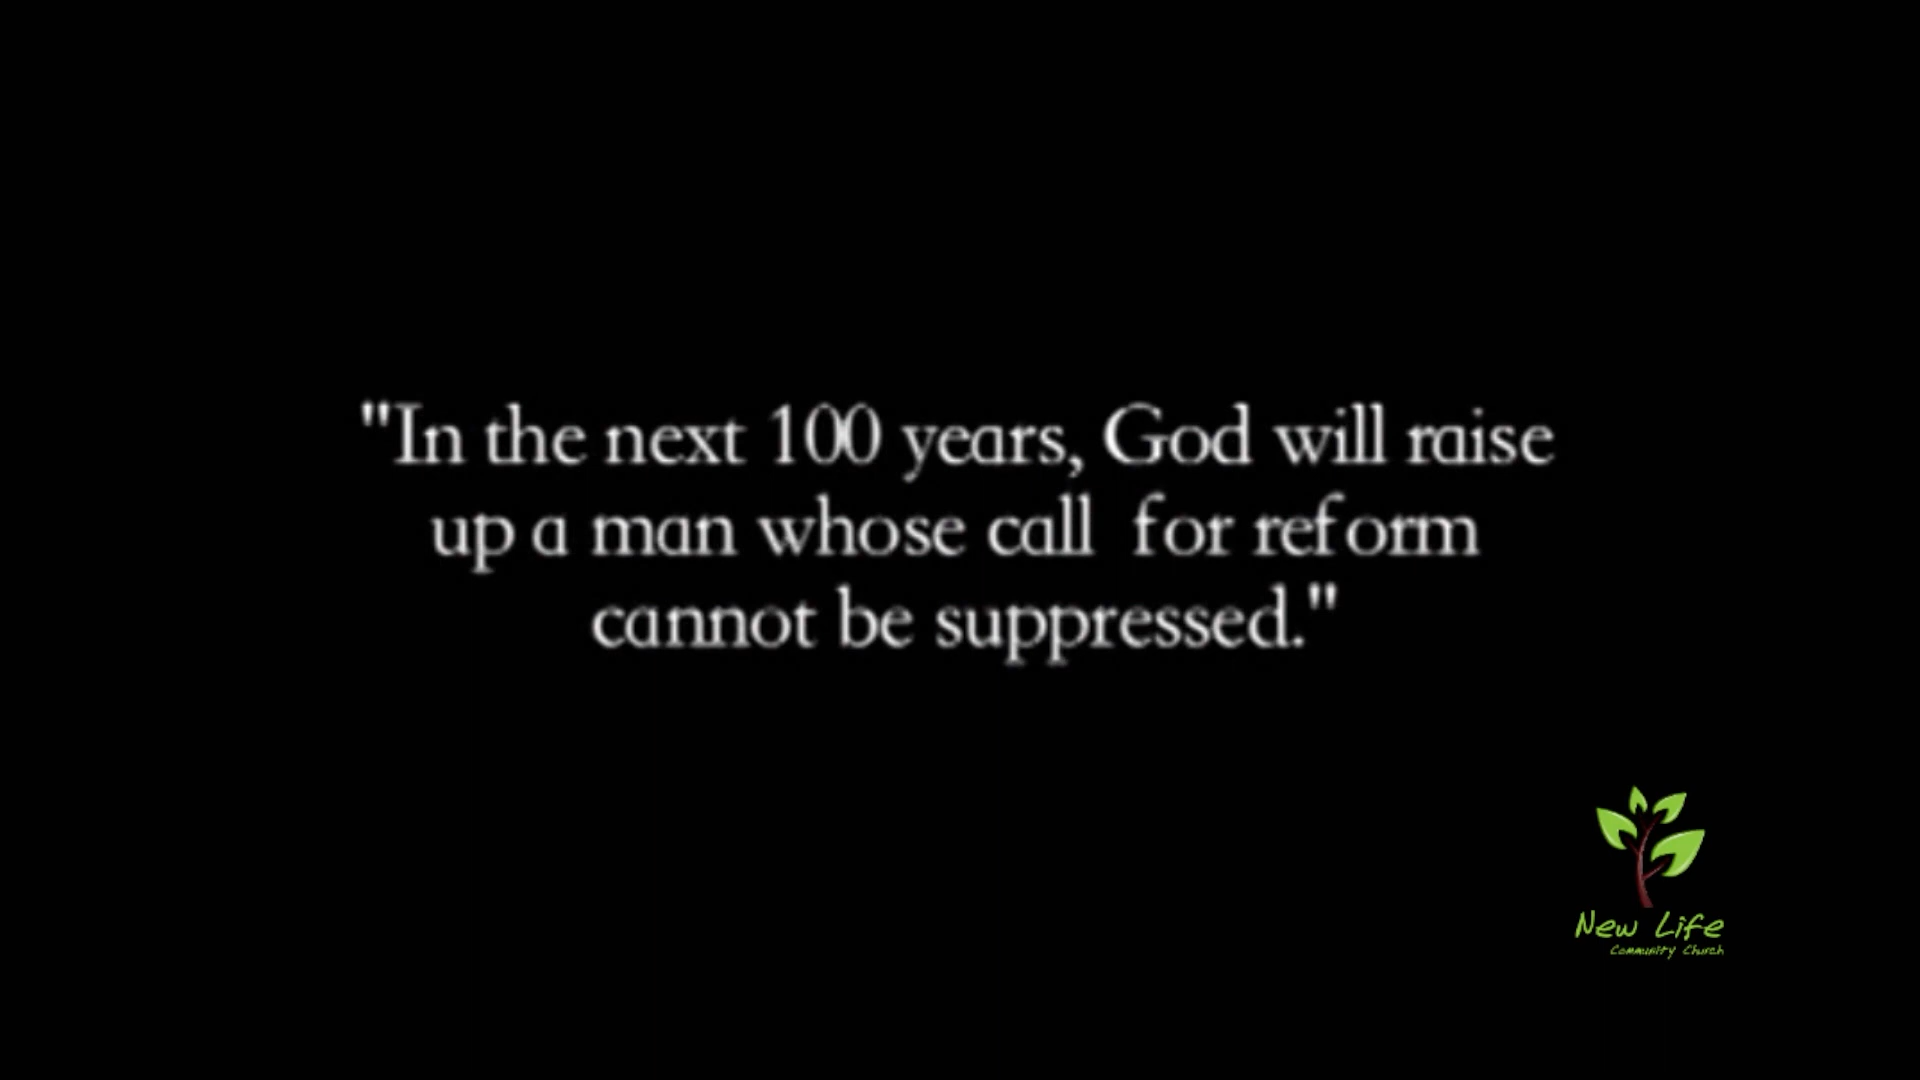 "In the next 100 years, God will raise
up a man whose call for reform
cannot be suppressed."
New Life
Community Church